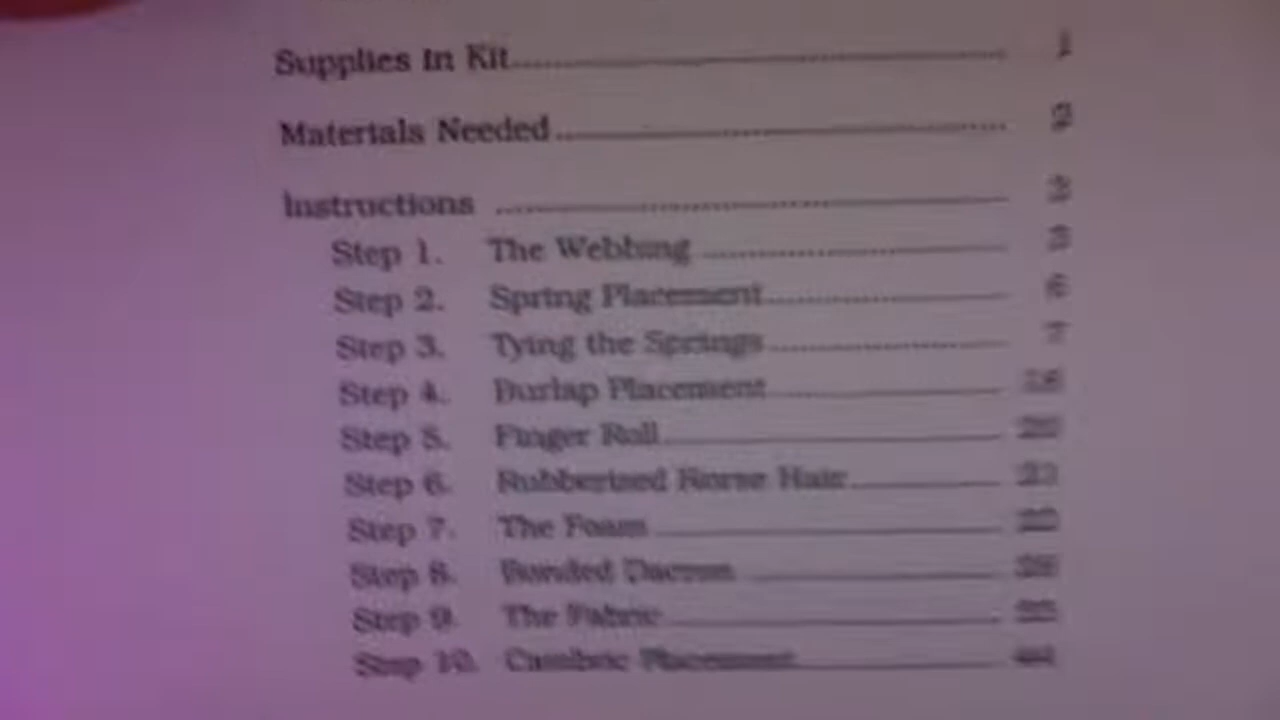 Supplies in Kit 1
Materials Needed 2
Instructions 3
Step 1. The Webbing 3
Step 2. Spring Placement 6
Step 3. Tying the Springs 7
Step 4. Burlap Placement
Step 5. Finger Roll
Step 6. Rubberized Horse Hair
Step 7. The Foam
Step 8. Bonded Dacron
Step 9. The Fabric
Step 10. Cambric Placement